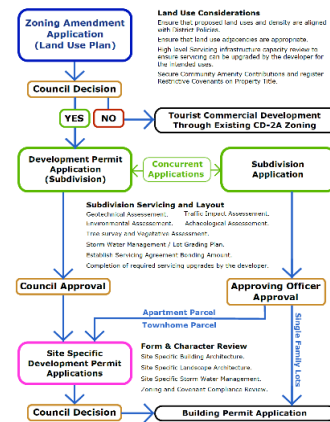 Zoning Amendment
Application
(Land Use Plan)
Land Use Considerations
Ensure that proposed land uses and density are aligned
with District Policies.
Ensure that land use adjacencies are appropriate.
High level Servicing infrastructure capacity review to
ensure servicing can be upgraded by the developer for
the intended uses.
Secure Community Amenity Contributions and register
Restrictive Covenants on Property Title.
Council Decision
YES
NO
Tourist Commercial Development
Through Existing CD-2A Zoning
Development Permit
Application
(Subdivision)
Concurrent
Applications
Subdivision
Application
Subdivision Servicing and Layout
Geotechnical Assessment.
Traffic Impact Assessment.
Environmental Assessment.
Achaological Assessment.
Tree survey and Vegetative Assessment.
Storm Water Management / Lot Grading Plan.
Establish Servicing Agreement Bonding Amount.
Completion of required servicing upgrades by the developer.
Council Approval
Approving Officer
Approval
Apartment Parcel
Townhome Parcel
Single Family Lots
Site Specific
Development Permit
Applications
Form & Character Review
Site Specific Building Architecture.
Site Specific Landscape Architecture.
Site Specific Storm Water Management.
Zoning and Covenant Compliance Review.
Council Decision
Building Permit Application